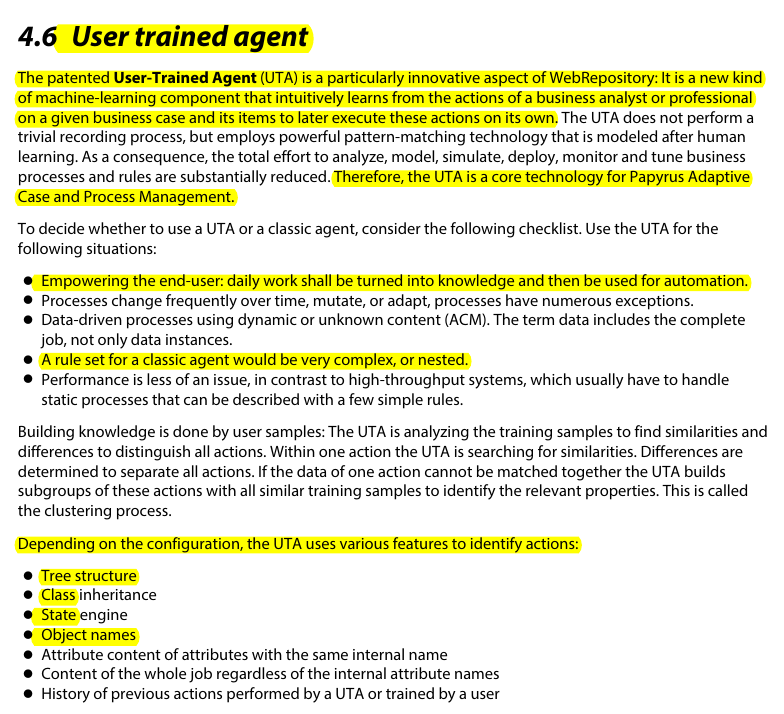 4.6 User trained agent
The patented User-Trained Agent (UTA) is a particularly innovative aspect of WebRepository: It is a new kind
of machine-learning component that intuitively learns from the actions of a business analyst or professional
on a given business case and its items to later execute these actions on its own. The UTA does not perform a
trivial recording process, but employs powerful pattern-matching technology that is modeled after human
learning. As a consequence, the total effort to analyze, model, simulate, deploy, monitor and tune business
processes and rules are substantially reduced. Therefore, the UTA is a core technology for Papyrus Adaptive
Case and Process Management.
To decide whether to use a UTA or a classic agent, consider the following checklist. Use the UTA for the
following situations:
● Empowering the end-user: daily work shall be turned into knowledge and then be used for automation.
● Processes change frequently over time, mutate, or adapt, processes have numerous exceptions.
● Data-driven processes using dynamic or unknown content (ACM). The term data includes the complete
job, not only data instances.
● A rule set for a classic agent would be very complex, or nested.
● Performance is less of an issue, in contrast to high-throughput systems, which usually have to handle
static processes that can be described with a few simple rules.
Building knowledge is done by user samples: The UTA is analyzing the training samples to find similarities and
differences to distinguish all actions. Within one action the UTA is searching for similarities. Differences are
determined to separate all actions. If the data of one action cannot be matched together the UTA builds
subgroups of these actions with all similar training samples to identify the relevant properties. This is called
the clustering process.
Depending on the configuration, the UTA uses various features to identify actions:
● Tree structure
● Class inheritance
● State engine
● Object names
● Attribute content of attributes with the same internal name
● Content of the whole job regardless of the internal attribute names
● History of previous actions performed by a UTA or trained by a user